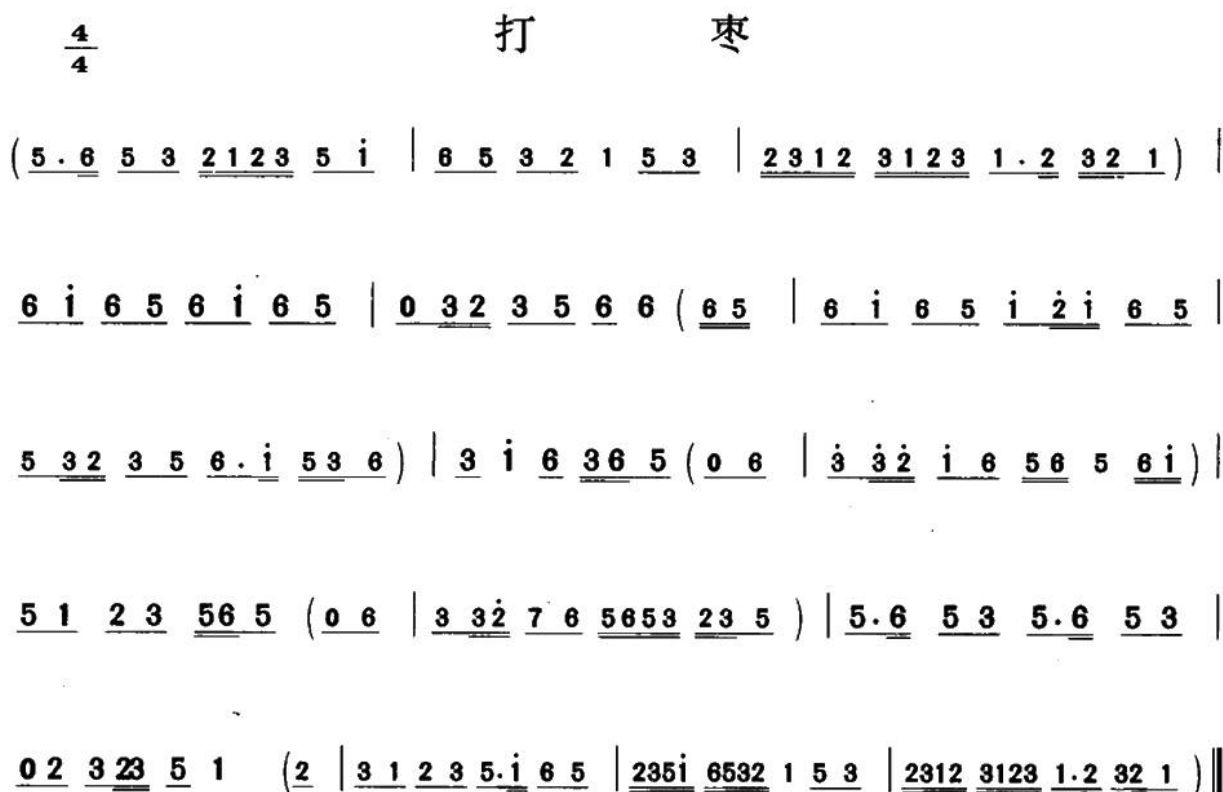 4/4 打 枣
(5.6 5 3 2123 5 i̇ | 6 5 3 2 1 5 3 | 2312 3123 1.2 32 1) |
6 i̇ 6 5 6 i̇ 6 5 | 0 32 3 5 6 6 (65 | 6 i̇ 6 5 i̇ 2̇i̇ 6 5 |
5 32 3 5 6.i̇ 53 6) | 3 i̇ 6 36 5 (0 6 | 3̇ 3̇2̇ i̇ 6 56 5 6i̇) |
5 1 2 3 56 5 (0 6 | 3 32̇ 7 6 5653 23 5) | 5.6 5 3 5.6 5 3 |
0 2 3 23 5 1 (2 | 3 1 2 3 5.i̇ 6 5 | 235i̇ 6532 1 5 3 | 2312 3123 1.2 32 1) ‖